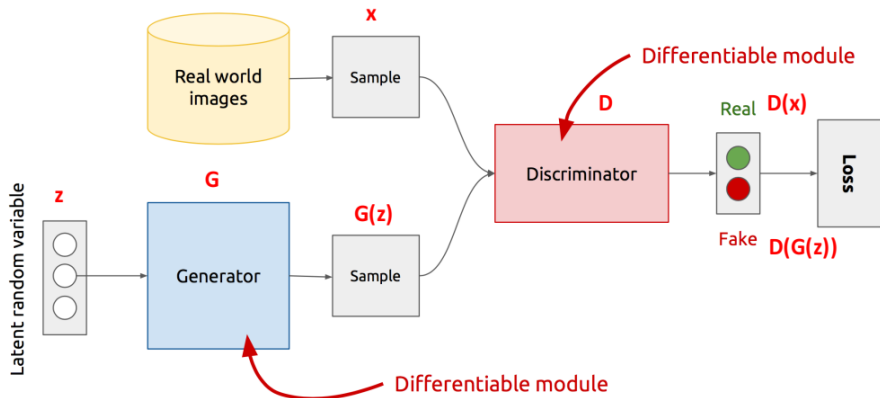 x
Real world
images
Sample
Differentiable module
D
Real
D(x)
Discriminator
Loss
Fake
D(G(z))
z
G
G(z)
Latent random variable
Generator
Sample
Differentiable module